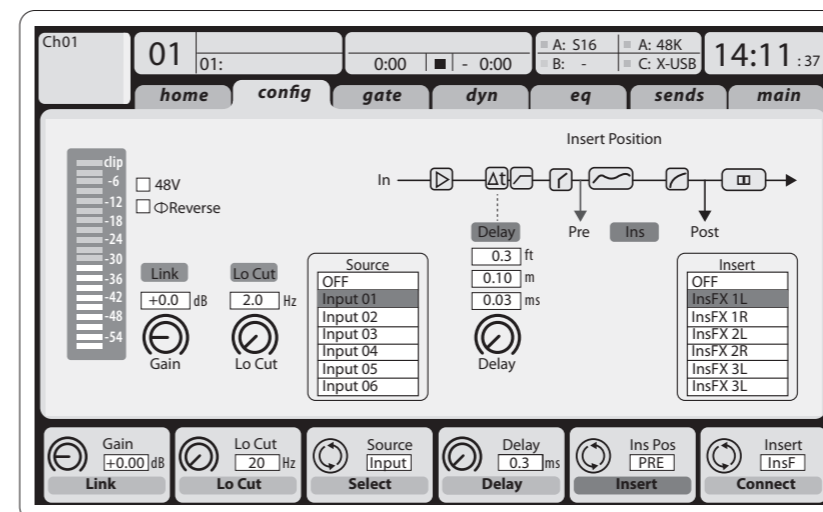 Ch01
01 01:
0:00 - 0:00
A: S16 A: 48K
B: - C: X-USB
14:11 :37
home config gate dyn eq sends main
Insert Position
clip
-6
-12
-18
-24
-30
-36
-42
-48
-54
48V
ΦReverse
In
Δt
Pre Ins Post
Link
+0.0 dB
Gain
Lo Cut
2.0 Hz
Lo Cut
Source
OFF
Input 01
Input 02
Input 03
Input 04
Input 05
Input 06
Delay
0.3 ft
0.10 m
0.03 ms
Delay
Insert
OFF
InsFX 1L
InsFX 1R
InsFX 2L
InsFX 2R
InsFX 3L
InsFX 3L
Gain
+0.00 dB
Link
Lo Cut
20 Hz
Lo Cut
Source
Input
Select
Delay
0.3 ms
Delay
Ins Pos
PRE
Insert
Insert
InsF
Connect